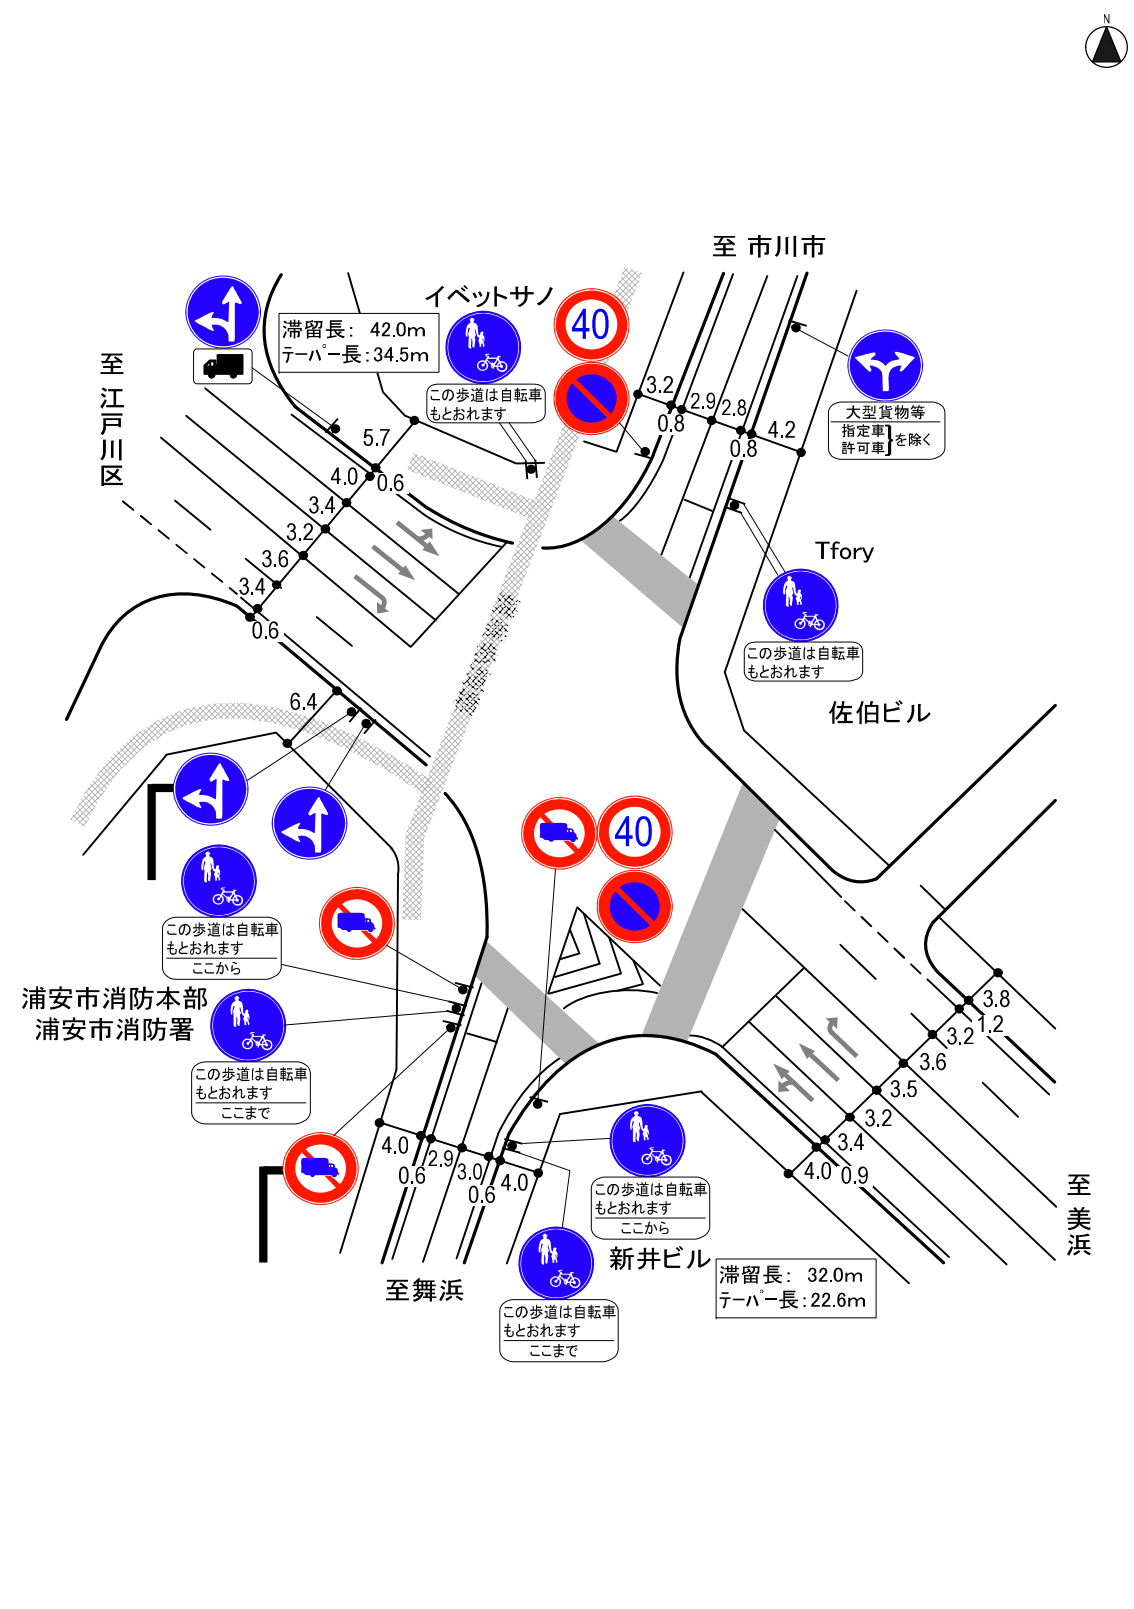 N
至 市川市
イベットサノ
40
滞留長： 42.0m
テーパー長：34.5m
この歩道は自転車
もとおれます
至
江
戸
川
区
3.2
0.8
2.9
2.8
0.8
4.2
大型貨物等
指定車
許可車
を除く
5.7
0.6
4.0
3.4
3.2
3.6
3.4
0.6
Tfory
この歩道は自転車
もとおれます
6.4
佐伯ビル
40
この歩道は自転車
もとおれます
ここから
浦安市消防本部
浦安市消防署
この歩道は自転車
もとおれます
ここまで
3.8
1.2
3.2
3.6
3.5
3.2
3.4
0.9
4.0
4.0
0.6
2.9
3.0
0.6
4.0
この歩道は自転車
もとおれます
ここから
至
美
浜
新井ビル
至舞浜
滞留長： 32.0m
テーパー長：22.6m
この歩道は自転車
もとおれます
ここまで